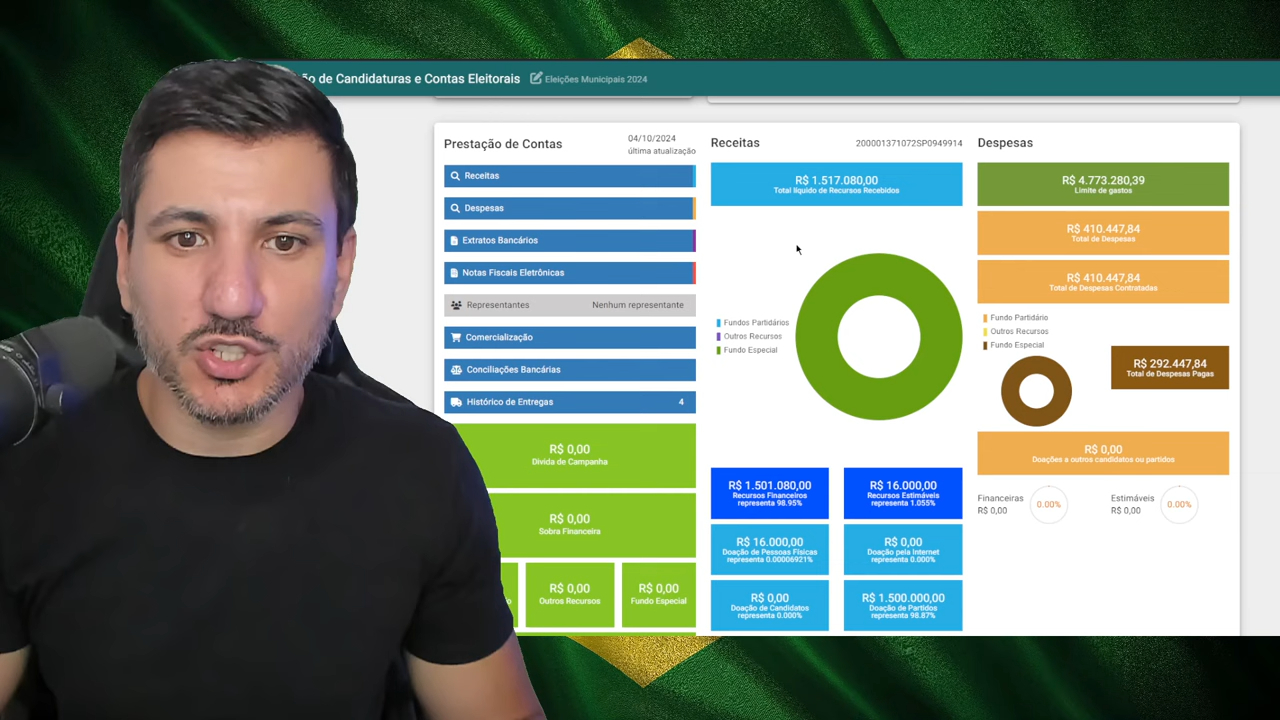 ão de Candidaturas e Contas Eleitorais
Eleições Municipais 2024
Prestação de Contas
04/10/2024
última atualização
Receitas
Despesas
Extratos Bancários
Notas Fiscais Eletrônicas
Representantes
Nenhum representante
Comercialização
Conciliações Bancárias
Histórico de Entregas
4
R$ 0,00
Divida de Campanha
R$ 0,00
Sobra Financeira
R$ 0,00
Outros Recursos
R$ 0,00
Fundo Especial
Receitas
200001371072SP0949914
R$ 1.517.080,00
Total líquido de Recursos Recebidos
Fundos Partidários
Outros Recursos
Fundo Especial
R$ 1.501.080,00
Recursos Financeiros
representa 98.95%
R$ 16.000,00
Recursos Estimáveis
representa 1.055%
R$ 16.000,00
Doação de Pessoas Físicas
representa 0.00006921%
R$ 0,00
Doação pela Internet
representa 0.000%
R$ 0,00
Doação de Candidatos
representa 0.000%
R$ 1.500.000,00
Doação de Partidos
representa 98.87%
Despesas
R$ 4.773.280,39
Limite de gastos
R$ 410.447,84
Total de Despesas
R$ 410.447,84
Total de Despesas Contratadas
Fundo Partidário
Outros Recursos
Fundo Especial
R$ 292.447,84
Total de Despesas Pagas
R$ 0,00
Doações a outros candidatos ou partidos
Financeiras
R$ 0,00
0.00%
Estimáveis
R$ 0,00
0.00%